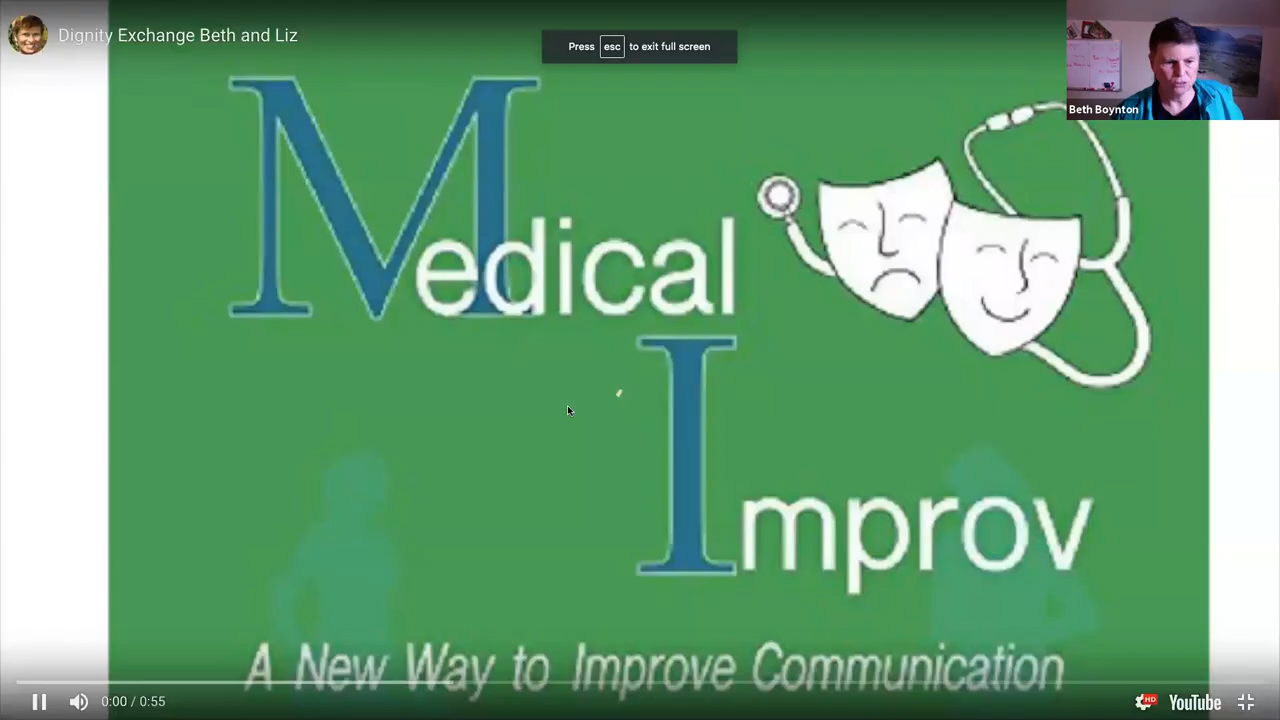 Dignity Exchange Beth and Liz
Press esc to exit full screen
Beth Boynton
Medical
Improv
A New Way to Improve Communication
0:00 / 0:55
HD
YouTube